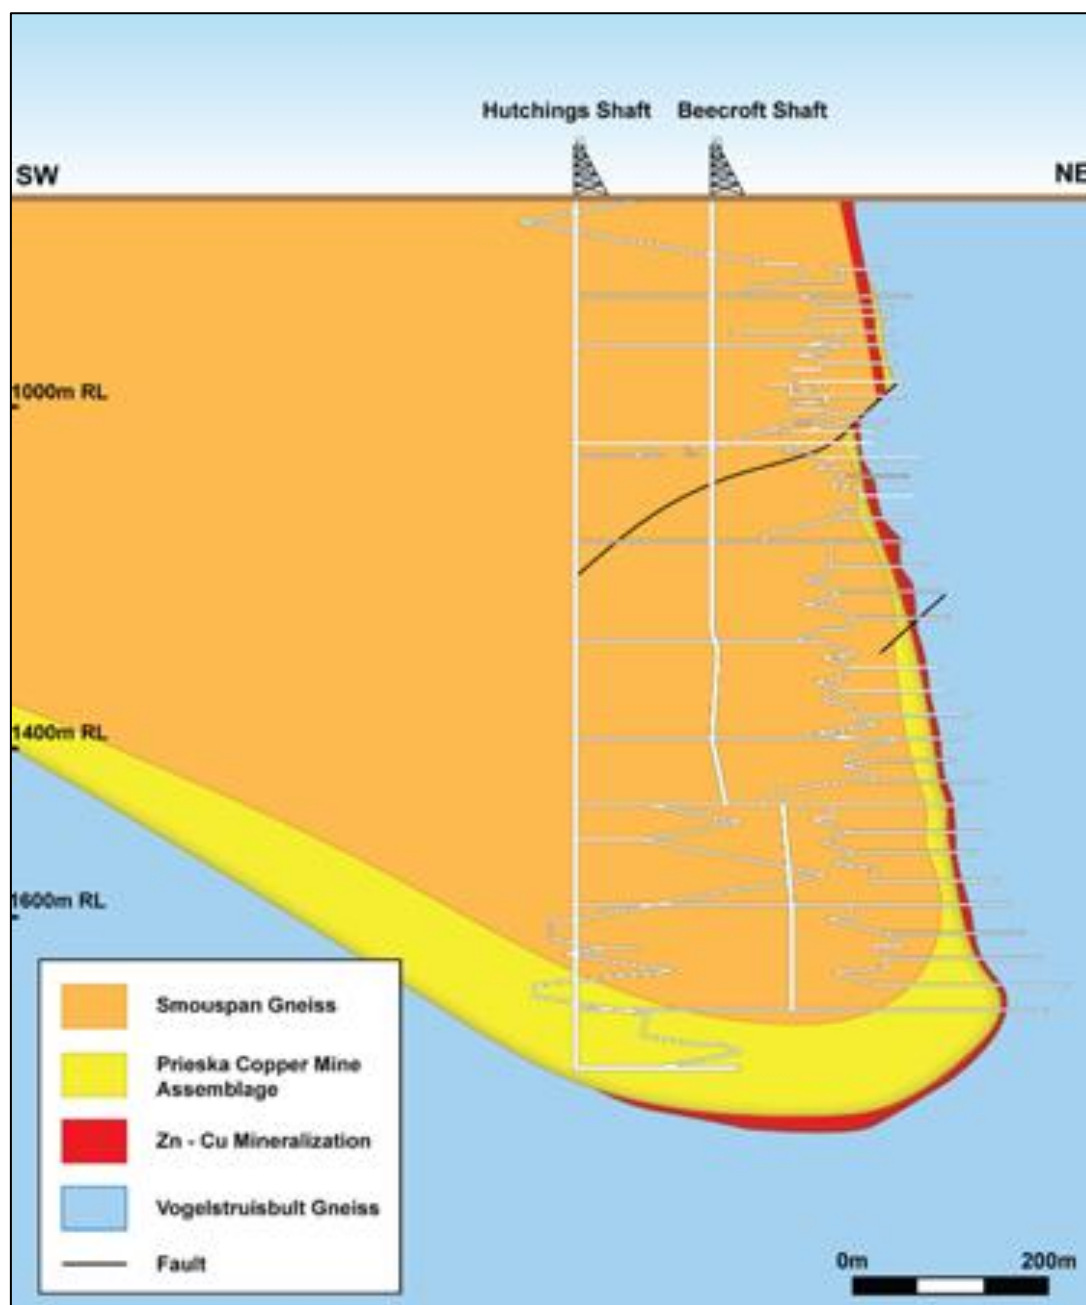 Hutchings Shaft Beecroft Shaft
SW NE
1000m RL
1400m RL
1600m RL
Smouspan Gneiss
Prieska Copper Mine
Assemblage
Zn - Cu Mineralization
Vogelstruisbult Gneiss
Fault
0m 200m